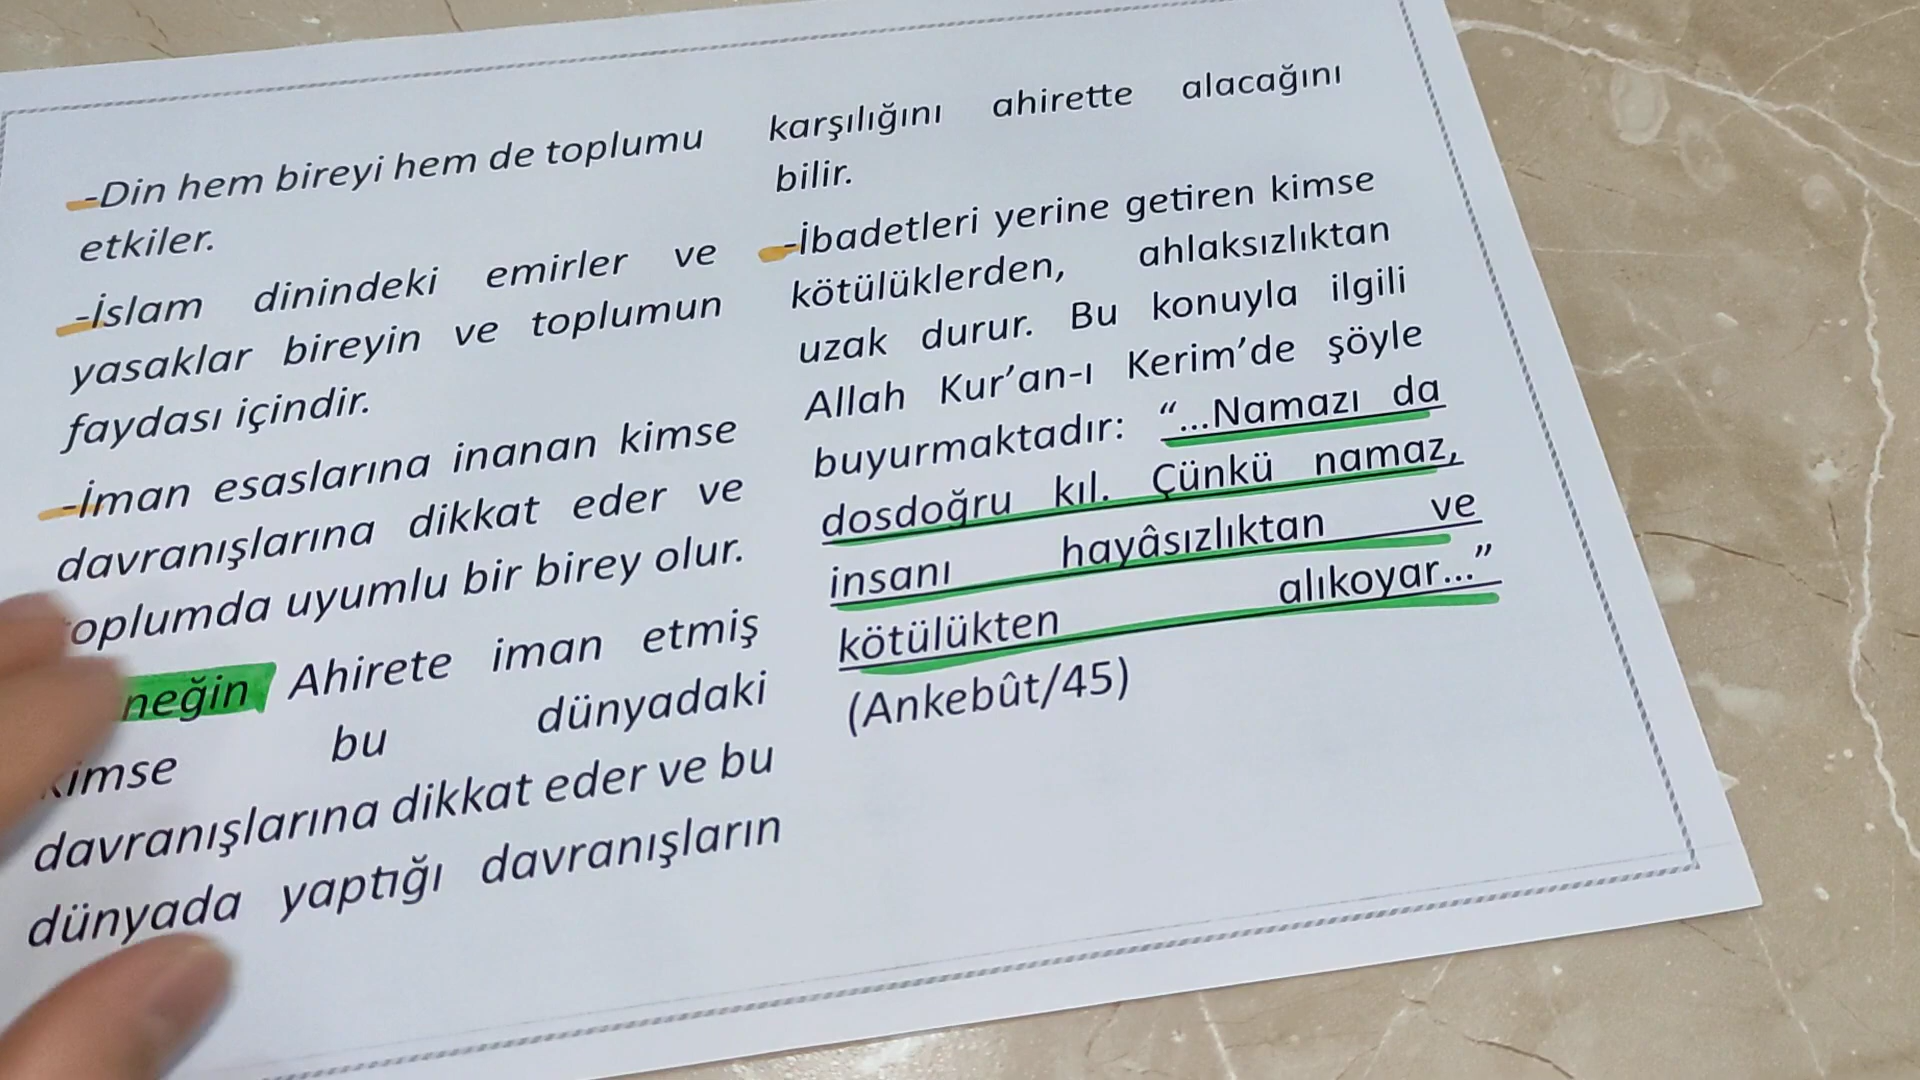 -Din hem bireyi hem de toplumu
etkiler.
-İslam dinindeki emirler ve
yasaklar bireyin ve toplumun
faydası içindir.
-İman esaslarına inanan kimse
davranışlarına dikkat eder ve
oplumda uyumlu bir birey olur.
neğin Ahirete iman etmiş
kimse bu dünyadaki
davranışlarına dikkat eder ve bu
dünyada yaptığı davranışların
karşılığını ahirette alacağını
bilir.
-İbadetleri yerine getiren kimse
kötülüklerden, ahlaksızlıktan
uzak durur. Bu konuyla ilgili
Allah Kur’an-ı Kerim’de şöyle
buyurmaktadır: “...Namazı da
dosdoğru kıl. Çünkü namaz,
insanı hayâsızlıktan ve
kötülükten alıkoyar...”
(Ankebût/45)